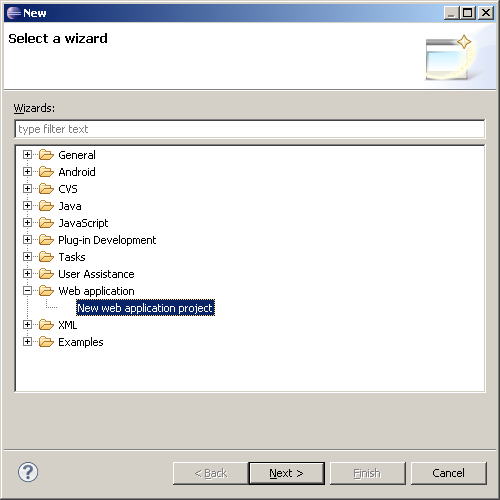 New
Select a wizard
Wizards:
type filter text
General
Android
CVS
Java
JavaScript
Plug-in Development
Tasks
User Assistance
Web application
New web application project
XML
Examples
? < Back Next > Finish Cancel